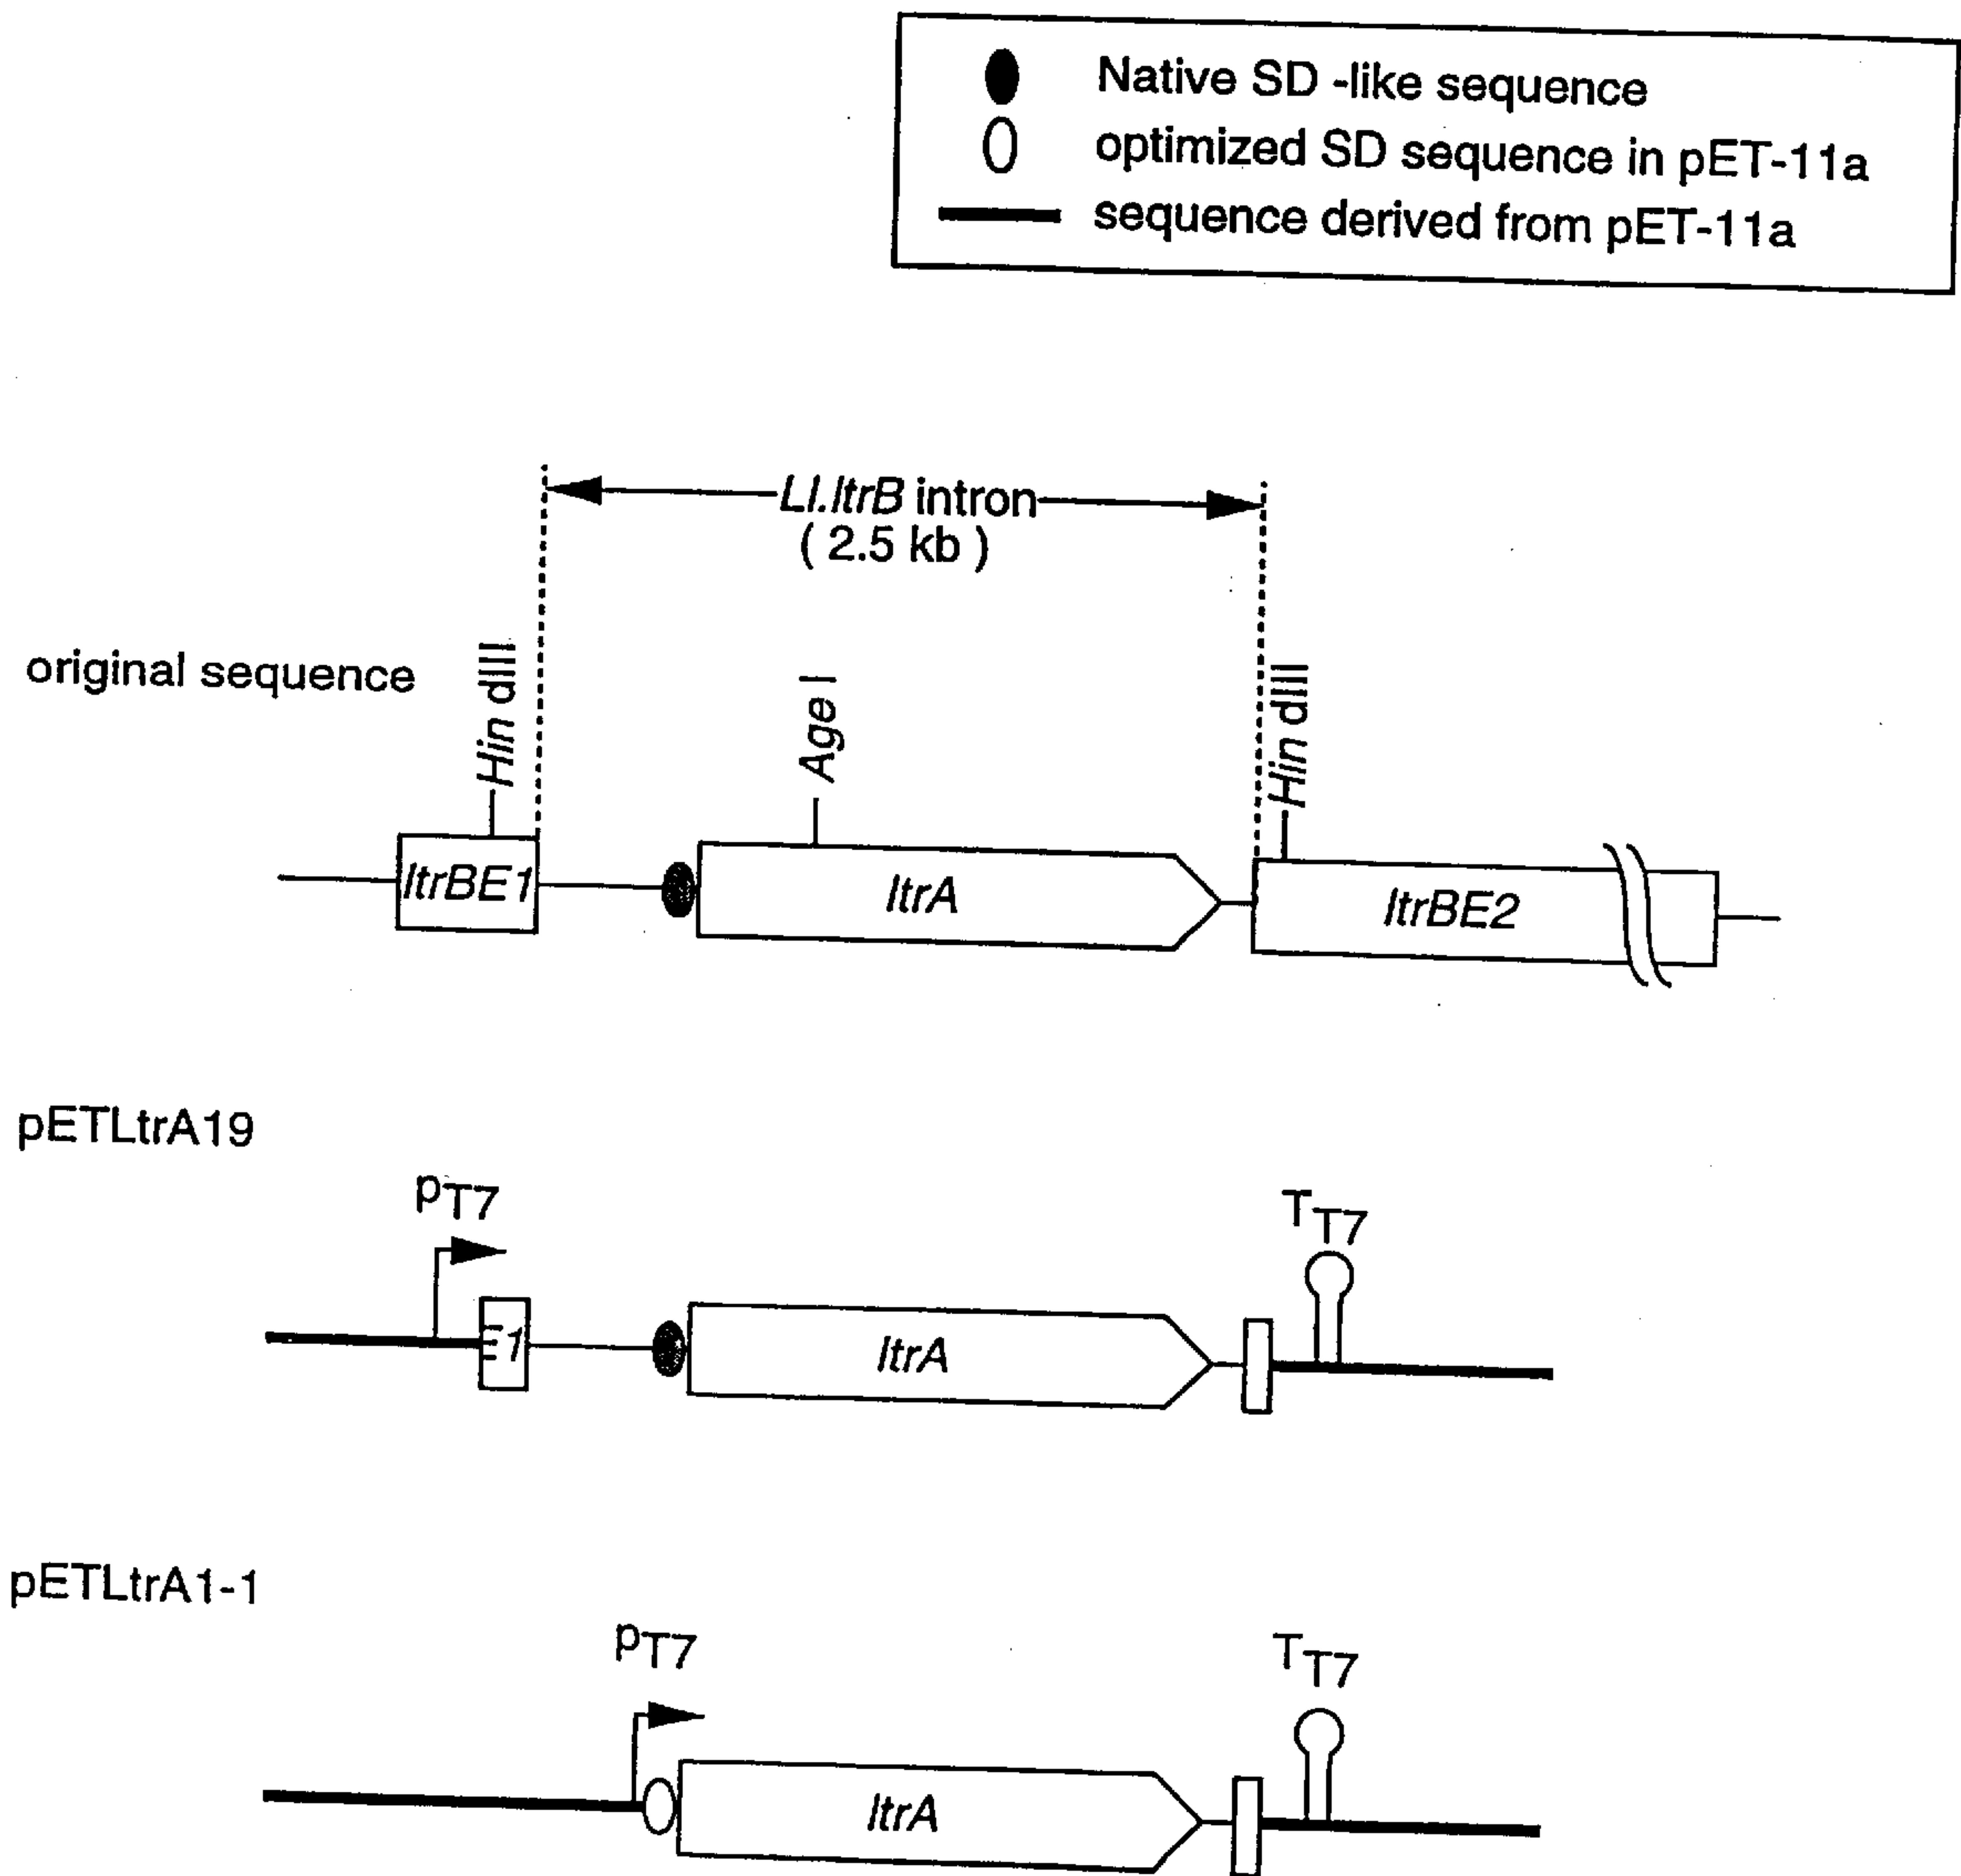 Native SD -like sequence
optimized SD sequence in pET-11a
sequence derived from pET-11a
Ll.ltrB intron
( 2.5 kb )
original sequence
Hin dIII
Age I
Hin dIII
ltrBE1
ltrA
ltrBE2
pETLtrA19
pT7
TT7
E1
ltrA
pETLtrA1-1
pT7
TT7
ltrA